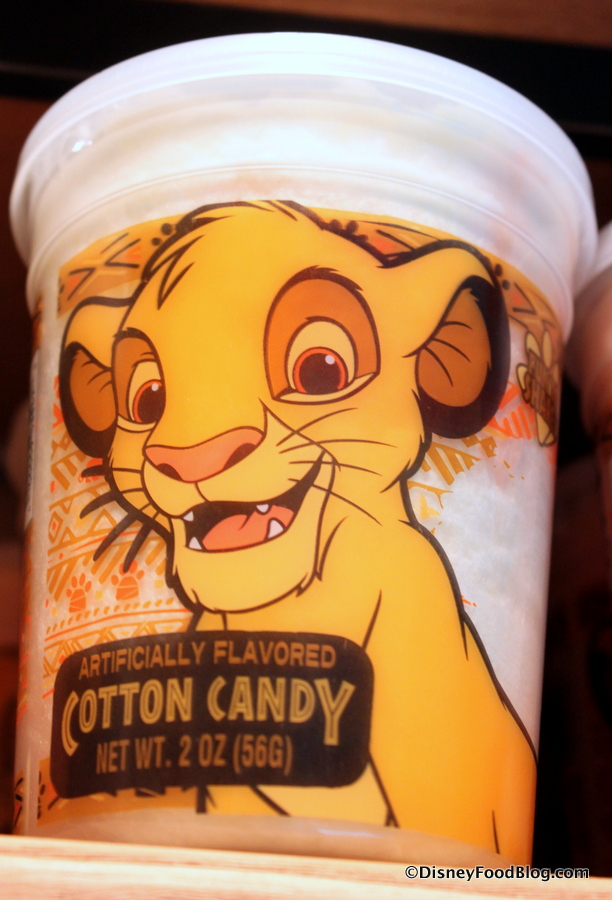 ARTIFICIALLY FLAVORED
COTTON CANDY
NET WT. 2 OZ (56G)
©DisneyFoodBlog.com